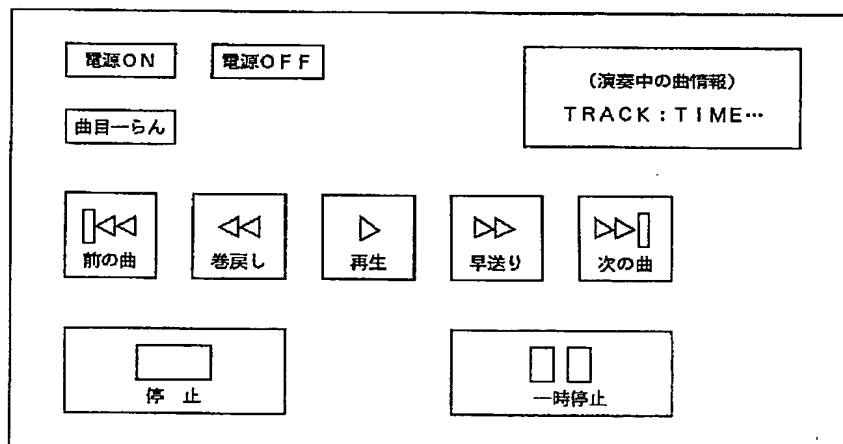 電源ON
電源OFF
(演奏中の曲情報)
TRACK:TIME…
曲目一らん
前の曲
巻戻し
再生
早送り
次の曲
停 止
一時停止